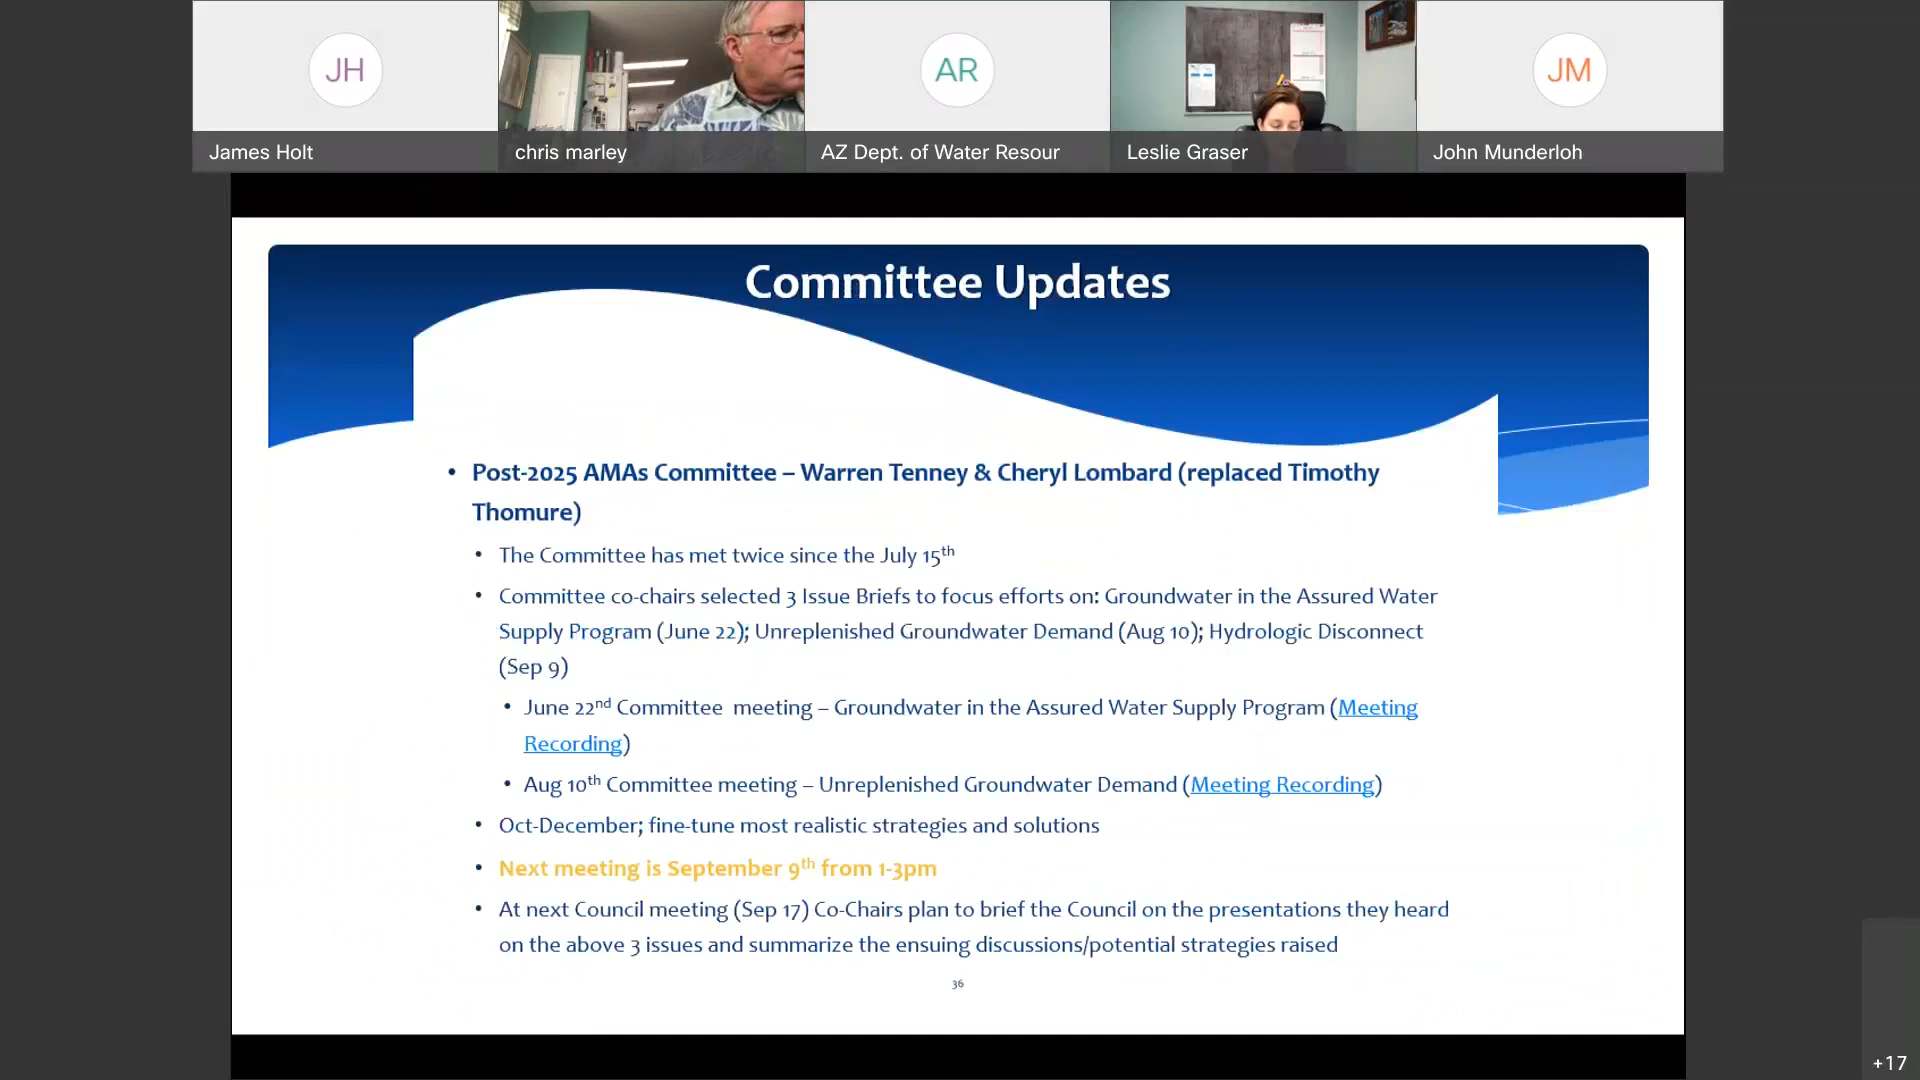 JH
AR
JM
James Holt
chris marley
AZ Dept. of Water Resour
Leslie Graser
John Munderloh
Committee Updates
• Post-2025 AMAs Committee – Warren Tenney & Cheryl Lombard (replaced Timothy
Thomure)
• The Committee has met twice since the July 15th
• Committee co-chairs selected 3 Issue Briefs to focus efforts on: Groundwater in the Assured Water
Supply Program (June 22); Unreplenished Groundwater Demand (Aug 10); Hydrologic Disconnect
(Sep 9)
• June 22nd Committee meeting – Groundwater in the Assured Water Supply Program (Meeting
Recording)
• Aug 10th Committee meeting – Unreplenished Groundwater Demand (Meeting Recording)
• Oct-December; fine-tune most realistic strategies and solutions
• Next meeting is September 9th from 1-3pm
• At next Council meeting (Sep 17) Co-Chairs plan to brief the Council on the presentations they heard
on the above 3 issues and summarize the ensuing discussions/potential strategies raised
36
+17